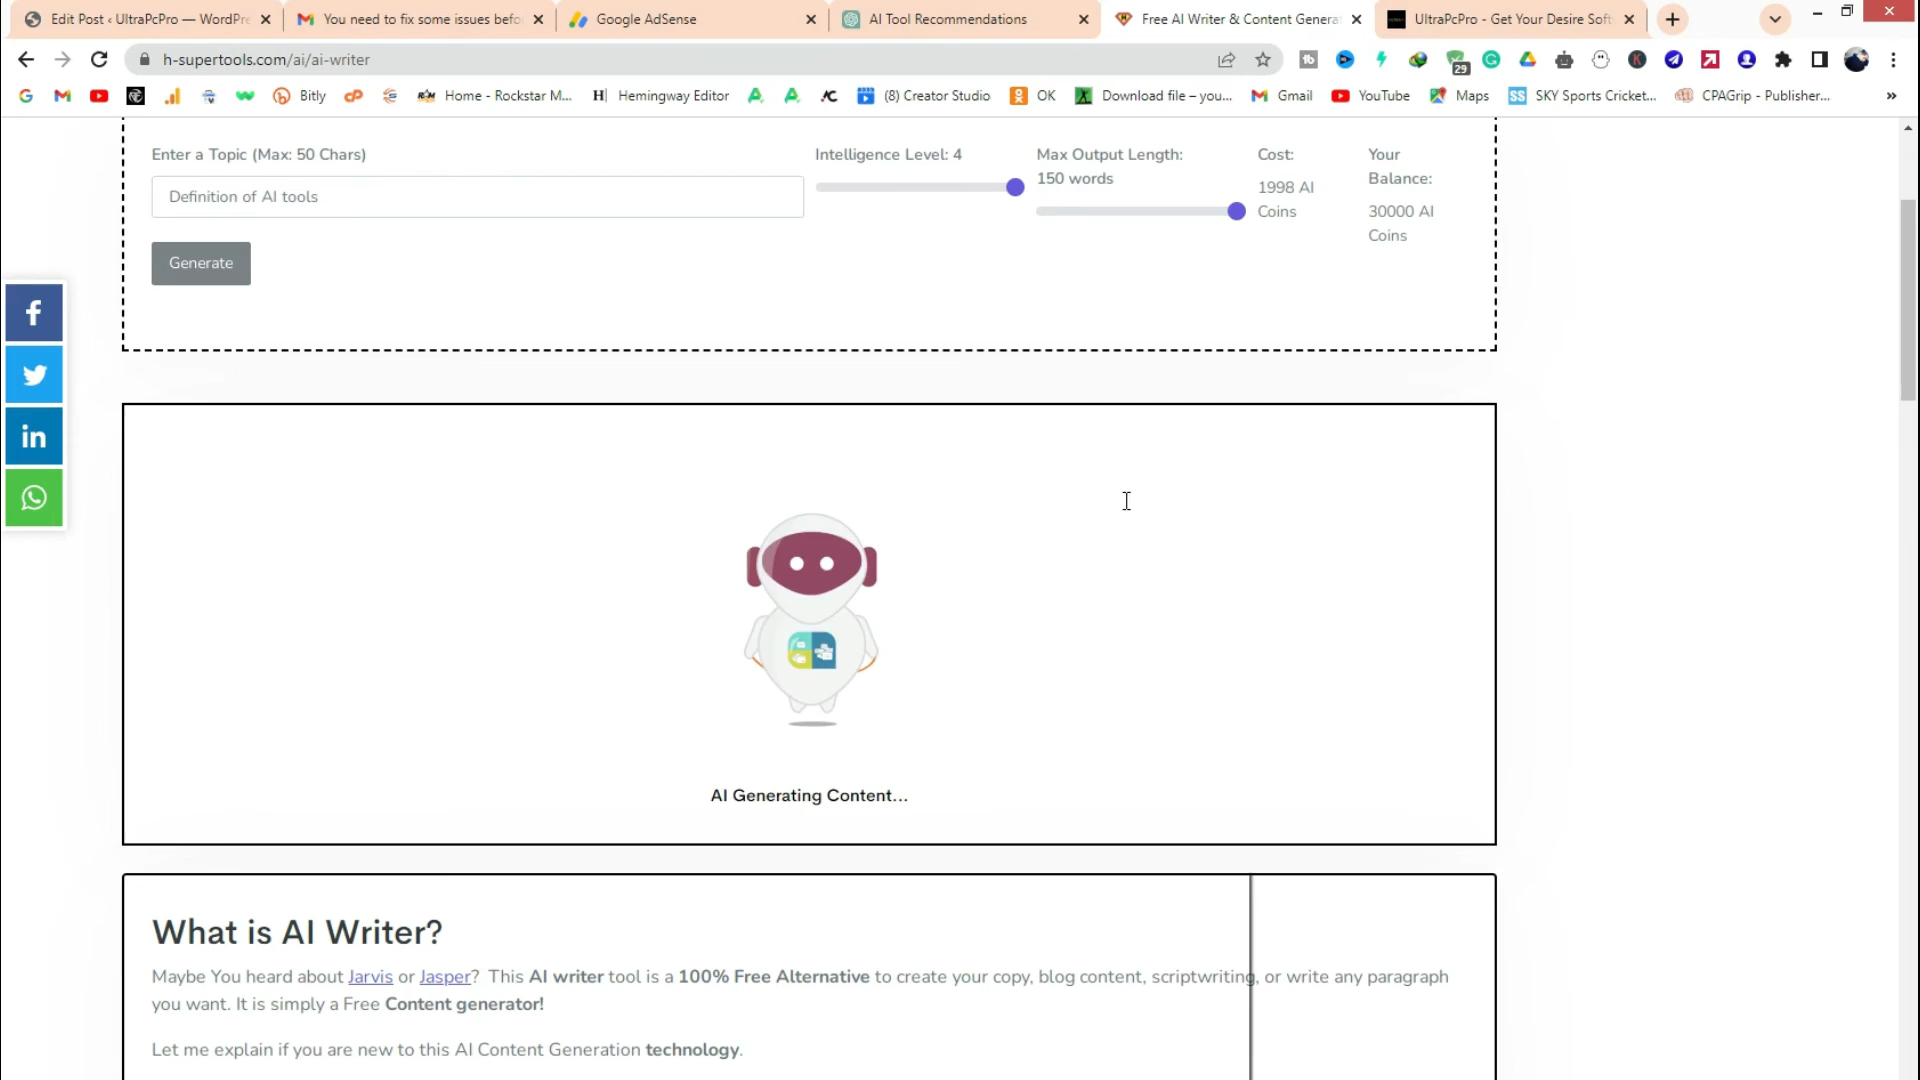 Edit Post ‹ UltraPcPro — WordPre
You need to fix some issues befo
Google AdSense
AI Tool Recommendations
Free AI Writer & Content Genera
UltraPcPro - Get Your Desire Soft
h-supertools.com/ai/ai-writer
29
Bitly
Home - Rockstar M...
Hemingway Editor
(8) Creator Studio
OK
Download file – you...
Gmail
YouTube
Maps
SKY Sports Cricket...
CPAGrip - Publisher...
»
Enter a Topic (Max: 50 Chars)
Definition of AI tools
Generate
Intelligence Level: 4
Max Output Length:
150 words
Cost:
1998 AI
Coins
Your
Balance:
30000 AI
Coins
AI Generating Content...
What is AI Writer?
Maybe You heard about Jarvis or Jasper? This AI writer tool is a 100% Free Alternative to create your copy, blog content, scriptwriting, or write any paragraph
you want. It is simply a Free Content generator!
Let me explain if you are new to this AI Content Generation technology.